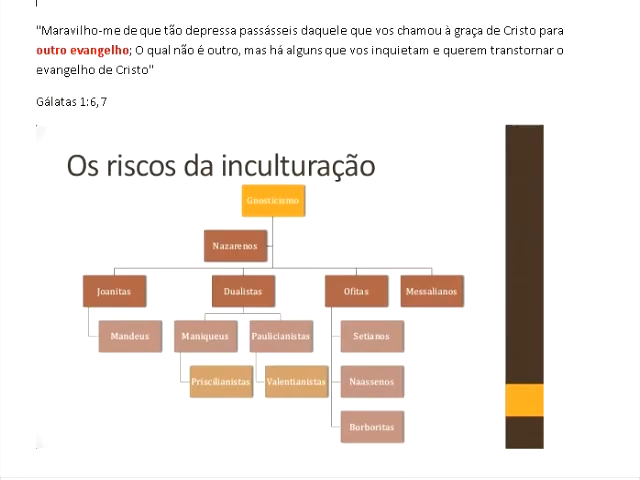 "Maravilho-me de que tão depressa passásseis daquele que vos chamou à graça de Cristo para
outro evangelho; O qual não é outro, mas há alguns que vos inquietam e querem transtornar o
evangelho de Cristo"
Gálatas 1:6,7
Os riscos da inculturação
Gnosticismo
Nazarenos
Joanitas
Dualistas
Ofitas
Messalianos
Mandeus
Maniqueus
Paulicianistas
Setianos
Priscilianistas
Valentianistas
Naassenos
Borboritas